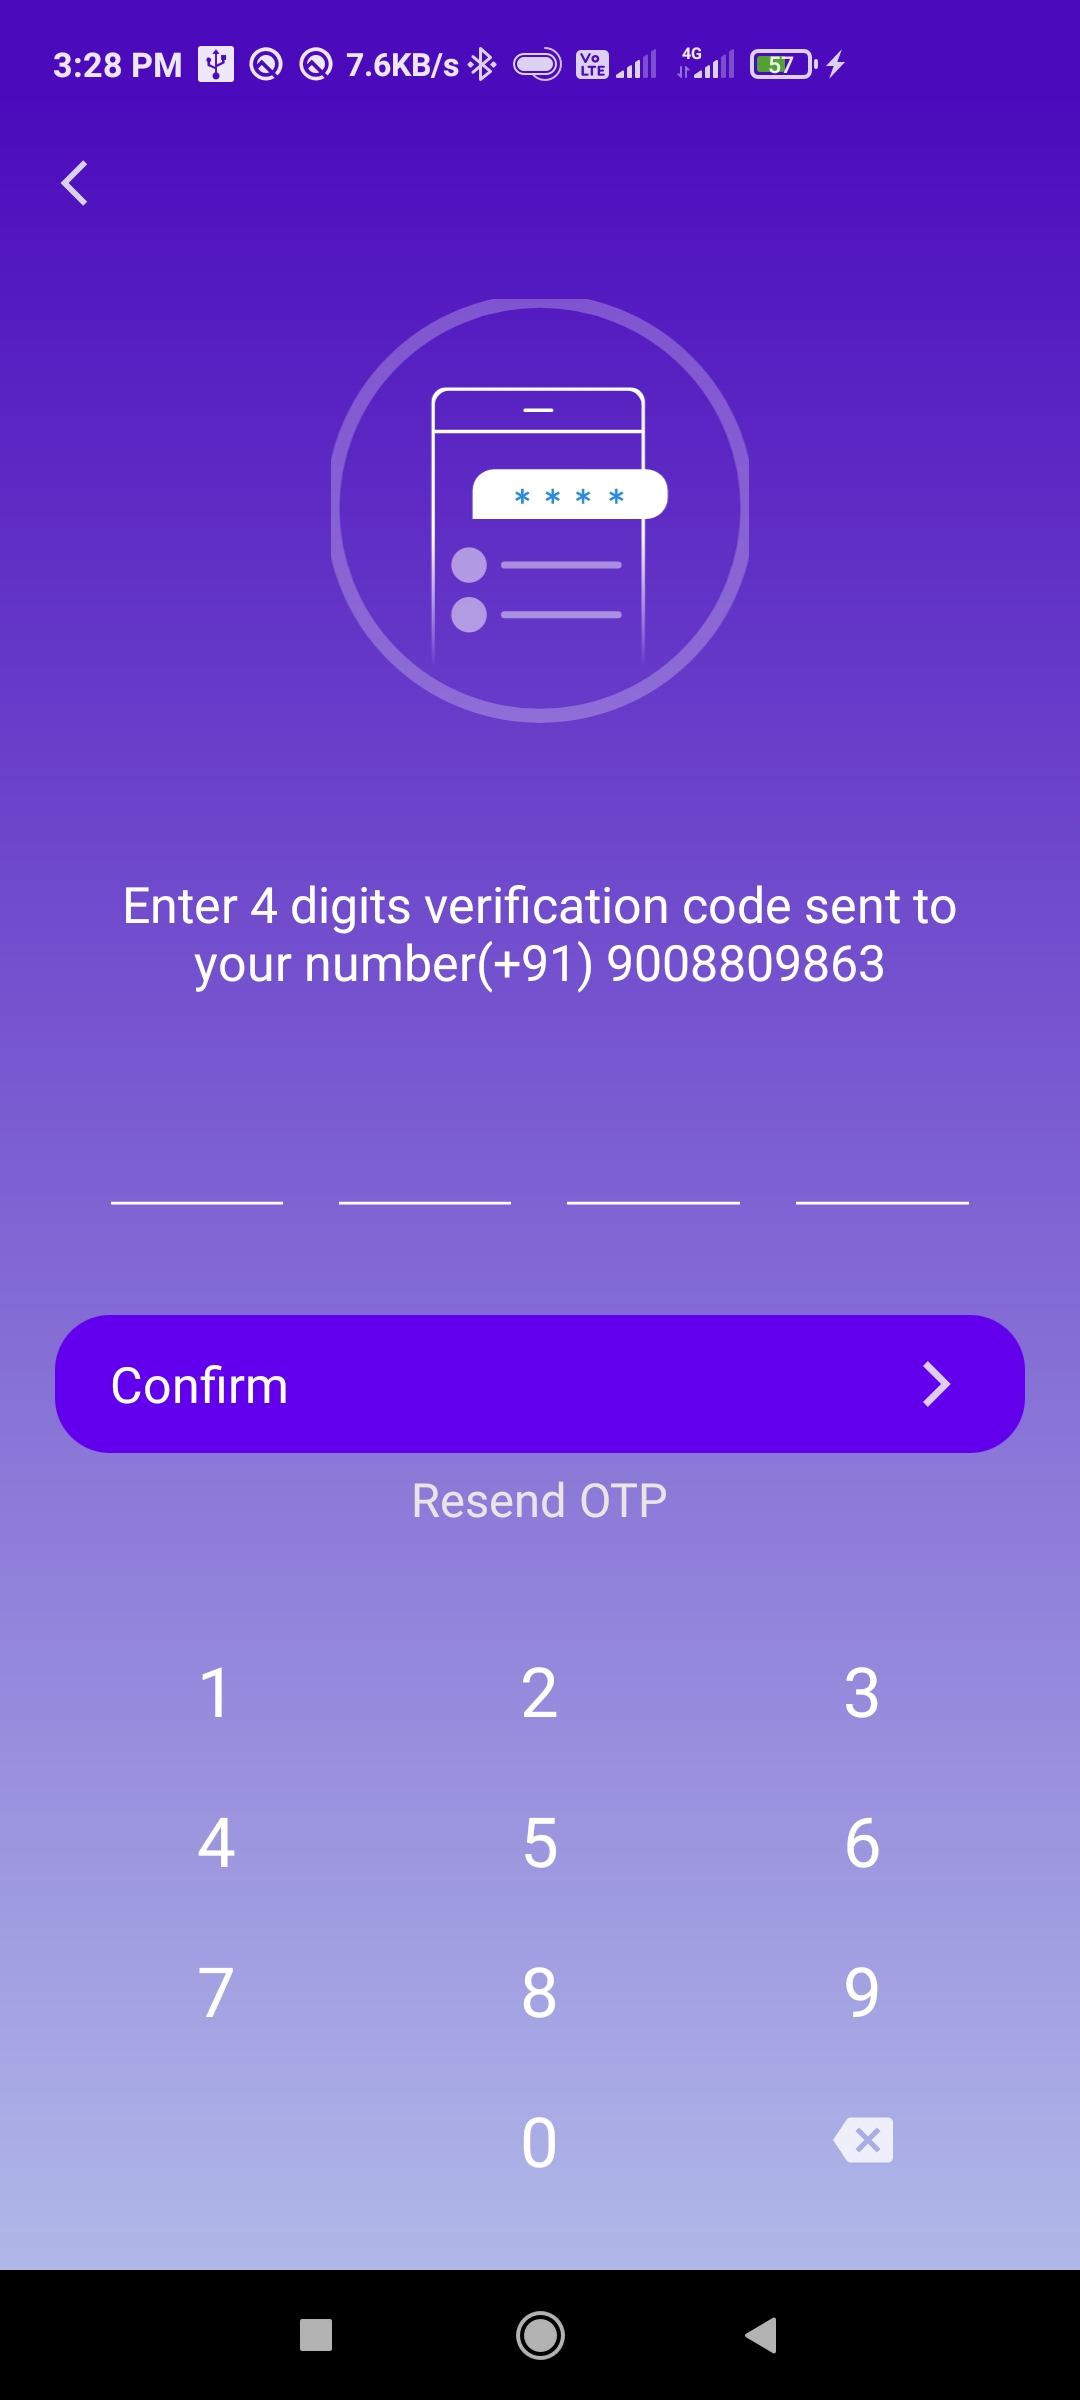 3:28 PM 7.6KB/s Vo LTE 4G 57
* * * *
Enter 4 digits verification code sent to
your number(+91) 9008809863
Confirm
Resend OTP
1 2 3
4 5 6
7 8 9
0